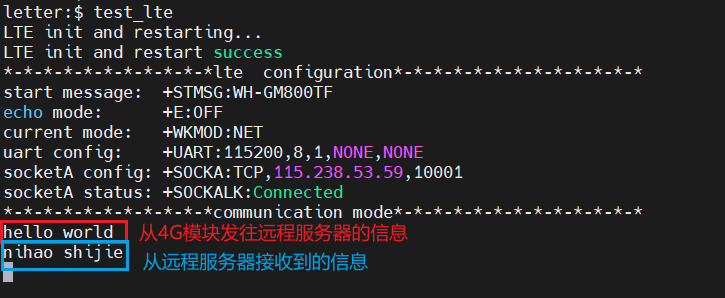 letter:$ test_lte
LTE init and restarting...
LTE init and restart success
*-*-*-*-*-*-*-*-*-*-*lte  configuration*-*-*-*-*-*-*-*-*-*-*-*-*
start message:  +STMSG:WH-GM800TF
echo mode:      +E:OFF
current mode:   +WKMOD:NET
uart config:    +UART:115200,8,1,NONE,NONE
socketA config: +SOCKA:TCP,115.238.53.59,10001
socketA status: +SOCKALK:Connected
*-*-*-*-*-*-*-*-*-*-*communication mode*-*-*-*-*-*-*-*-*-*-*-*-*
hello world 从4G模块发往远程服务器的信息
nihao shijie 从远程服务器接收到的信息